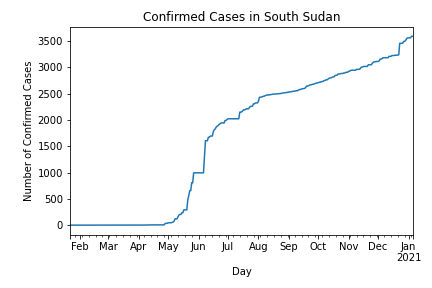 Confirmed Cases in South Sudan
Number of Confirmed Cases
3500
3000
2500
2000
1500
1000
500
0
Feb Mar Apr May Jun Jul Aug Sep Oct Nov Dec Jan
2021
Day